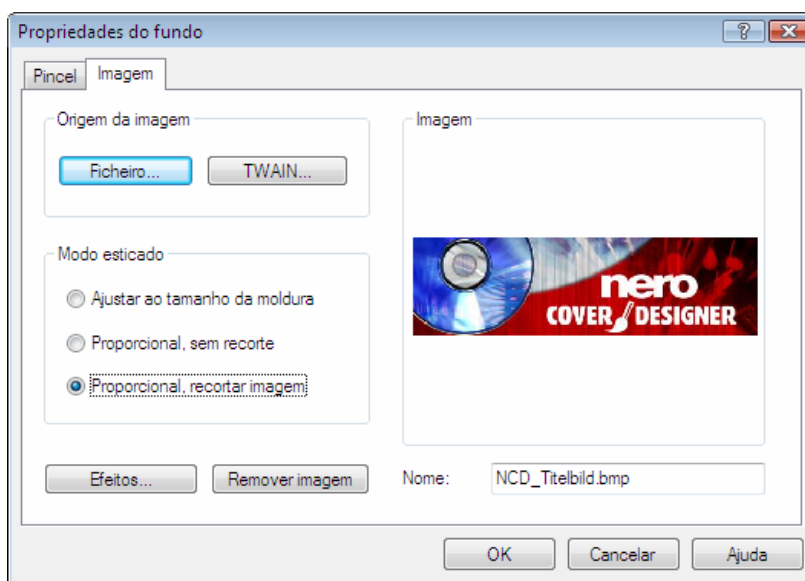 Propriedades do fundo
Pincel
Imagem
Origem da imagem
Ficheiro...
TWAIN...
Modo esticado
Ajustar ao tamanho da moldura
Proporcional, sem recorte
Proporcional, recortar imagem
Efeitos...
Remover imagem
Imagem
nero
COVER DESIGNER
Nome:
NCD_Titelbild.bmp
OK
Cancelar
Ajuda